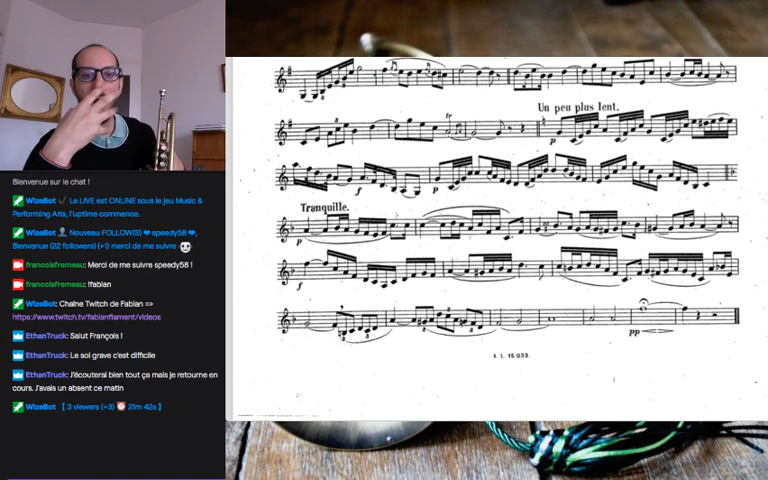 Bienvenue sur le chat !
WizeBot ✔ Le LIVE est ONLINE sous le jeu Music &
Performing Arts, l'uptime commence.
WizeBot Nouveau FOLLOW(S) ❤ speedy58 ❤,
Bienvenue (22 followers) (+1) merci de me suivre
francoisfremeau: Merci de me suivre speedy58 !
francoisfremeau: !fabian
WizeBot: Chaîne Twitch de Fabian =>
https://www.twitch.tv/fabianflament/videos
EthanTruck: Salut François !
EthanTruck: Le sol grave c'est difficile
EthanTruck: J'écouterai bien tout ça mais je retourne en
cours. J'avais un absent ce matin
WizeBot 【 3 viewers (+3) ⏰ 21m 42s 】
Un peu plus lent.
p
f
p
Tranquille.
p
f
3
3
3
pp
A. L. 15.033.